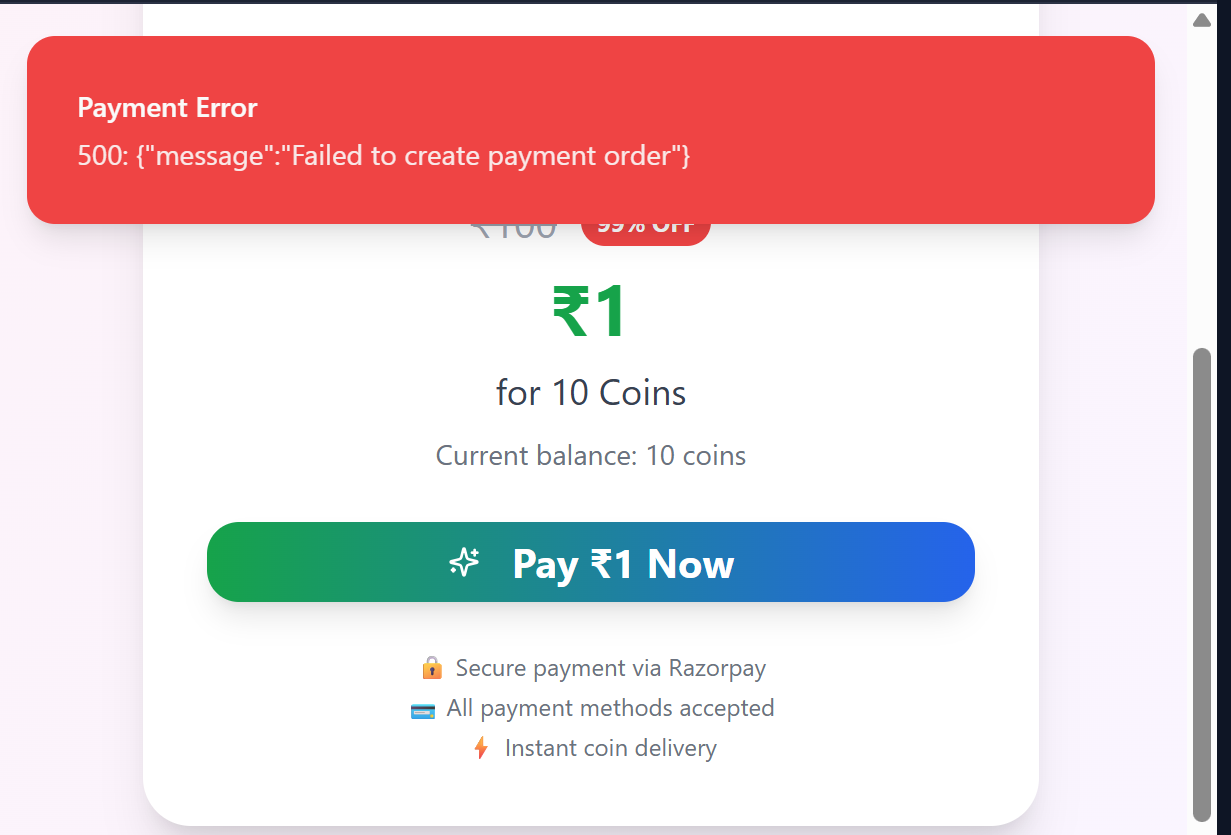 Payment Error
500: {"message":"Failed to create payment order"}
₹100 99% OFF
₹1
for 10 Coins
Current balance: 10 coins
Pay ₹1 Now
🔒 Secure payment via Razorpay
💳 All payment methods accepted
⚡ Instant coin delivery